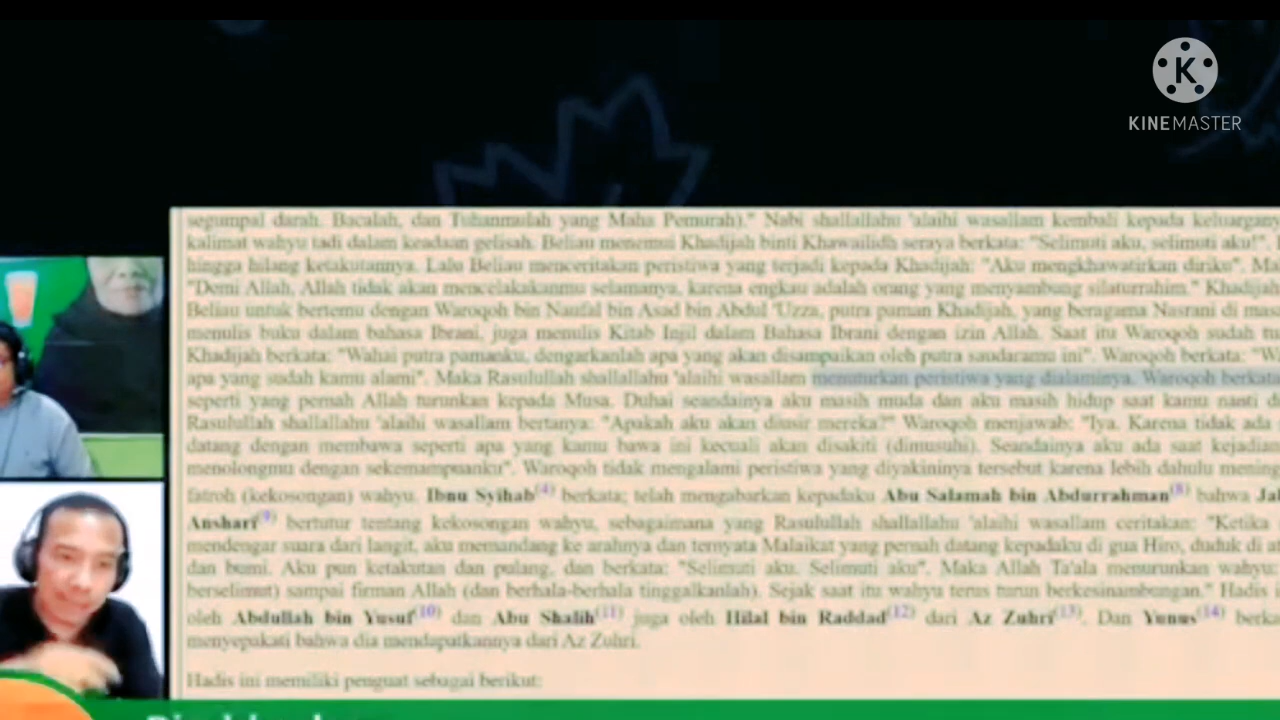 KINEMASTER
segumpal darah. Bacalah, dan Tuhanmulah yang Maha Pemurah)." Nabi shallallahu 'alaihi wasallam kembali kepada
kalimat wahyu tadi dalam keadaan gelisah. Beliau menemui Khadijah binti Khawailidh seraya berkata: "Selimuti aku, selimuti aku!".
hingga hilang ketakutannya. Lalu Beliau menceritakan peristiwa yang terjadi kepada Khadijah: "Aku mengkhawatirkan diriku".
"Demi Allah, Allah tidak akan mencelakakanmu selamanya, karena engkau adalah orang yang menyambung silaturrahim." Khadijah
Beliau untuk bertemu dengan Waroqoh bin Naufal bin Asad bin Abdul 'Uzza, putra paman Khadijah, yang beragama Nasrani di
menulis buku dalam bahasa Ibrani, juga menulis Kitab Injil dalam Bahasa Ibrani dengan izin Allah. Saat itu Waroqoh sudah
Khadijah berkata: "Wahai putra pamanku, dengarkanlah apa yang akan disampaikan oleh putra saudaramu ini". Waroqoh berkata:
apa yang sudah kamu alami". Maka Rasulullah shallallahu 'alaihi wasallam menuturkan peristiwa yang dialaminya. Waroqoh berkata
seperti yang pernah Allah turunkan kepada Musa. Duhai seandainya aku masih muda dan aku masih hidup saat kamu nanti
Rasulullah shallallahu 'alaihi wasallam bertanya: "Apakah aku akan diusir mereka?" Waroqoh menjawab: "Iya. Karena tidak ada
datang dengan membawa seperti apa yang kamu bawa ini kecuali akan disakiti (dimusuhi). Seandainya aku ada saat
menolongmu dengan sekemampuanku". Waroqoh tidak mengalami peristiwa yang diyakininya tersebut karena lebih dahulu
fatroh (kekosongan) wahyu. Ibnu Syihab(4) berkata; telah mengabarkan kepadaku Abu Salamah bin Abdurrahman(8) bahwa
Anshari(9) bertutur tentang kekosongan wahyu, sebagaimana yang Rasulullah shallallahu 'alaihi wasallam ceritakan: "Ketika
mendengar suara dari langit, aku memandang ke arahnya dan ternyata Malaikat yang pernah datang kepadaku di gua Hiro, duduk di
dan bumi. Aku pun ketakutan dan pulang, dan berkata: "Selimuti aku. Selimuti aku". Maka Allah Ta'ala menurunkan wahyu:
berselimut) sampai firman Allah (dan berhala-berhala tinggalkanlah). Sejak saat itu wahyu terus turun berkesinambungan." Hadis
oleh Abdullah bin Yusuf(10) dan Abu Shalih(11) juga oleh Hilal bin Raddad(12) dari Az Zuhri(13). Dan Yunus(14)
menyepakati bahwa dia mendapatkannya dari Az Zuhri.
Hadis ini memiliki penguat sebagai berikut: